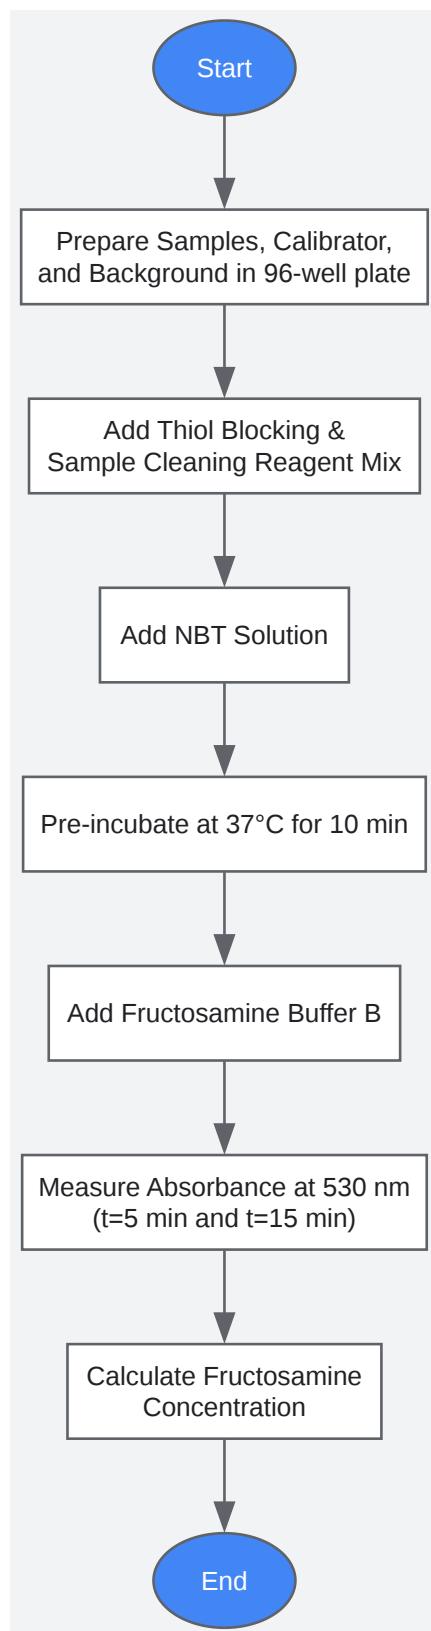 Start
Prepare Samples, Calibrator,
and Background in 96-well plate
Add Thiol Blocking &
Sample Cleaning Reagent Mix
Add NBT Solution
Pre-incubate at 37°C for 10 min
Add Fructosamine Buffer B
Measure Absorbance at 530 nm
(t=5 min and t=15 min)
Calculate Fructosamine
Concentration
End